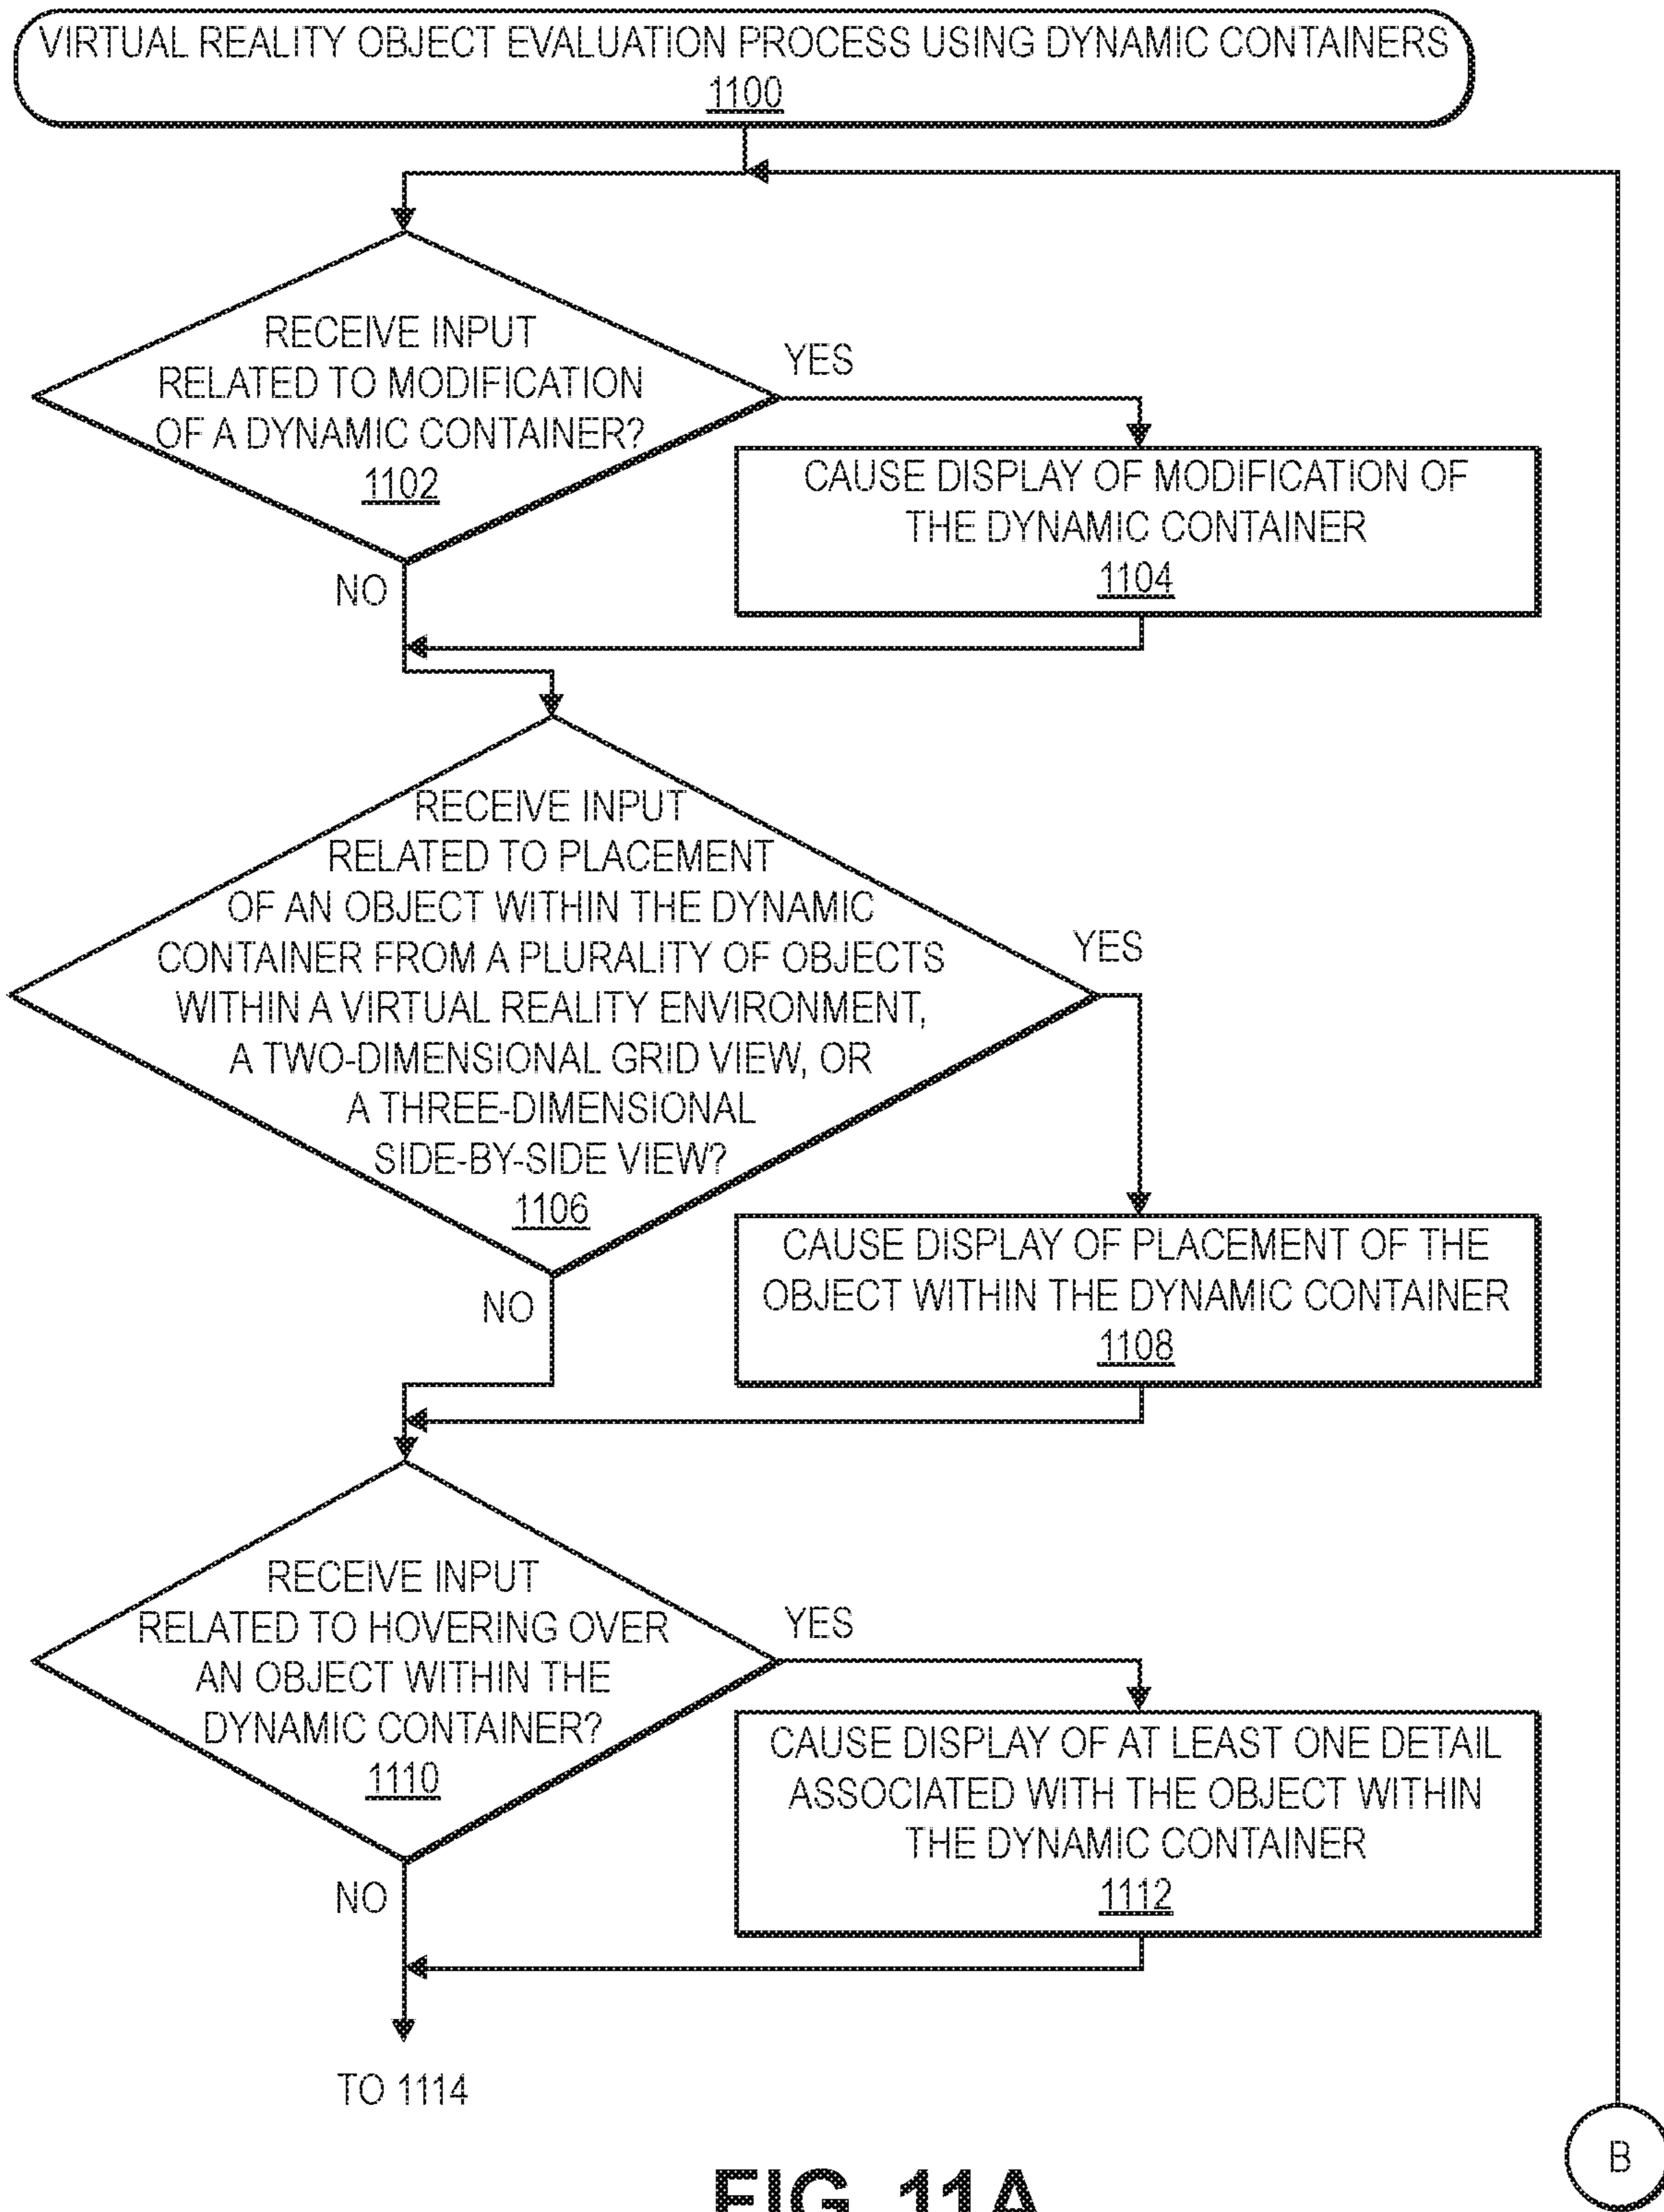 VIRTUAL REALITY OBJECT EVALUATION PROCESS USING DYNAMIC CONTAINERS
1100
RECEIVE INPUT
RELATED TO MODIFICATION
OF A DYNAMIC CONTAINER?
1102
YES
CAUSE DISPLAY OF MODIFICATION OF
THE DYNAMIC CONTAINER
1104
NO
RECEIVE INPUT
RELATED TO PLACEMENT
OF AN OBJECT WITHIN THE DYNAMIC
CONTAINER FROM A PLURALITY OF OBJECTS
WITHIN A VIRTUAL REALITY ENVIRONMENT,
A TWO-DIMENSIONAL GRID VIEW, OR
A THREE-DIMENSIONAL
SIDE-BY-SIDE VIEW?
1106
YES
CAUSE DISPLAY OF PLACEMENT OF THE
OBJECT WITHIN THE DYNAMIC CONTAINER
1108
NO
RECEIVE INPUT
RELATED TO HOVERING OVER
AN OBJECT WITHIN THE
DYNAMIC CONTAINER?
1110
YES
CAUSE DISPLAY OF AT LEAST ONE DETAIL
ASSOCIATED WITH THE OBJECT WITHIN
THE DYNAMIC CONTAINER
1112
NO
TO 1114
B
FIG. 11A